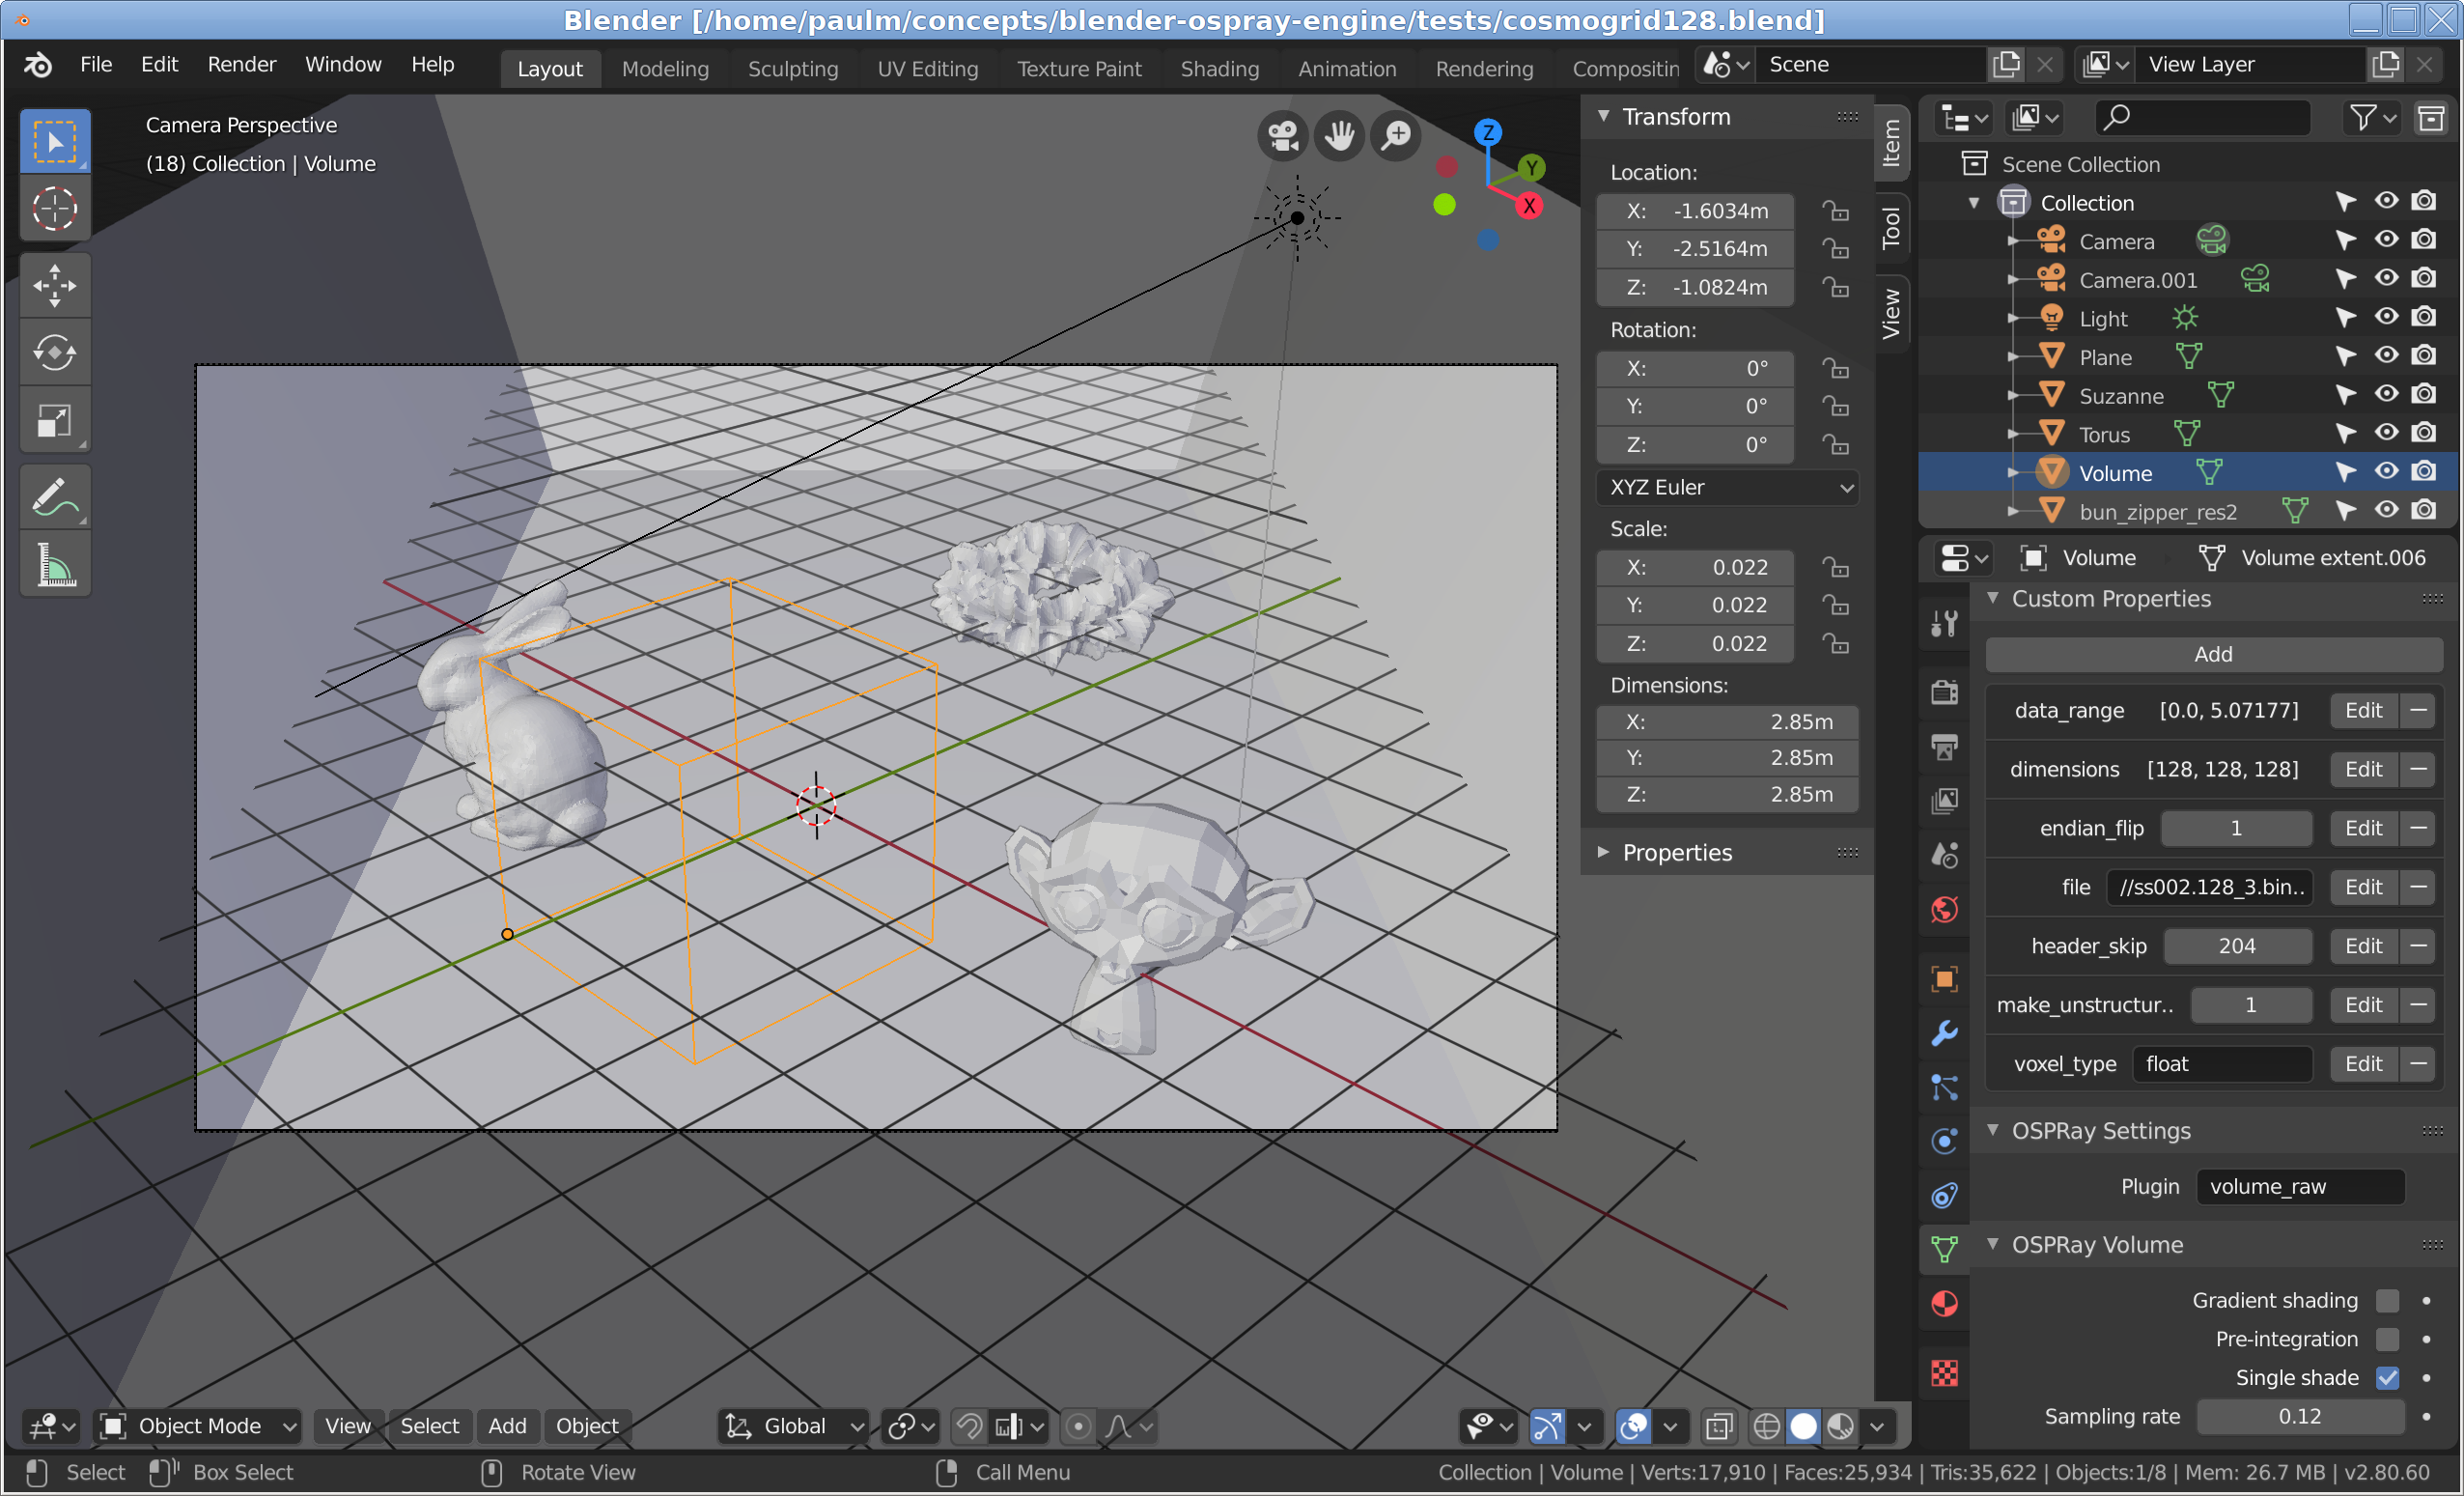 Blender [/home/paulm/concepts/blender-ospray-engine/tests/cosmogrid128.blend]
File Edit Render Window Help Layout Modeling Sculpting UV Editing Texture Paint Shading Animation Rendering Compositin Scene View Layer
Camera Perspective
(18) Collection | Volume
Z
Y
X
Transform
Location:
X: -1.6034m
Y: -2.5164m
Z: -1.0824m
Rotation:
X: 0°
Y: 0°
Z: 0°
XYZ Euler
Scale:
X: 0.022
Y: 0.022
Z: 0.022
Dimensions:
X: 2.85m
Y: 2.85m
Z: 2.85m
Properties
Item
Tool
View
Scene Collection
Collection
Camera
Camera.001
Light
Plane
Suzanne
Torus
Volume
bun_zipper_res2
Volume Volume extent.006
Custom Properties
Add
data_range [0.0, 5.07177] Edit
dimensions [128, 128, 128] Edit
endian_flip 1 Edit
file //ss002.128_3.bin.. Edit
header_skip 204 Edit
make_unstructur.. 1 Edit
voxel_type float Edit
OSPRay Settings
Plugin volume_raw
OSPRay Volume
Gradient shading
Pre-integration
Single shade
Sampling rate 0.12
Object Mode View Select Add Object Global
Select Box Select Rotate View Call Menu Collection | Volume | Verts:17,910 | Faces:25,934 | Tris:35,622 | Objects:1/8 | Mem: 26.7 MB | v2.80.60